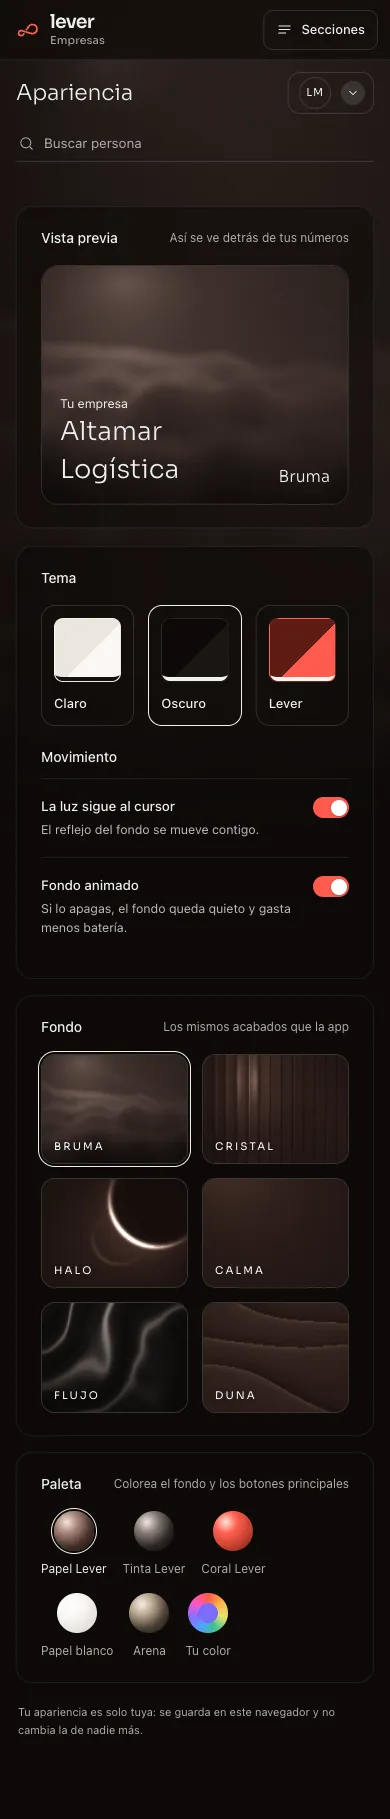 lever
Empresas
Secciones
Apariencia
LM
Buscar persona
Vista previa
Así se ve detrás de tus números
Tu empresa
Altamar
Logística
Bruma
Tema
Claro
Oscuro
Lever
Movimiento
La luz sigue al cursor
El reflejo del fondo se mueve contigo.
Fondo animado
Si lo apagas, el fondo queda quieto y gasta
menos batería.
Fondo
Los mismos acabados que la app
BRUMA
CRISTAL
HALO
CALMA
FLUJO
DUNA
Paleta
Colorea el fondo y los botones principales
Papel Lever
Tinta Lever
Coral Lever
Papel blanco
Arena
Tu color
Tu apariencia es solo tuya: se guarda en este navegador y no
cambia la de nadie más.